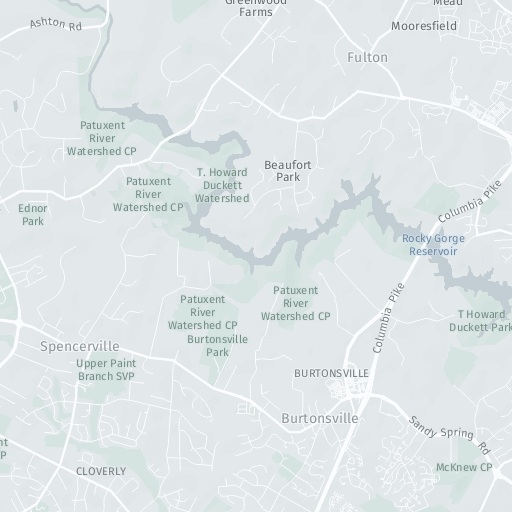 Greenwood
Farms
Mead
Ashton Rd
Mooresfield
Fulton
Patuxent
River
Watershed CP
T. Howard
Duckett
Watershed
Beaufort
Park
Patuxent
River
Watershed CP
Ednor
Park
Columbia Pike
Rocky Gorge
Reservoir
Patuxent
River
Watershed CP
Patuxent
River
Watershed CP
Columbia Pike
T Howard
Duckett Park
Burtonsville
Park
Spencerville
Upper Paint
Branch SVP
BURTONSVILLE
Burtonsville
Sandy Spring Rd
nt
P
CLOVERLY
McKnew CP